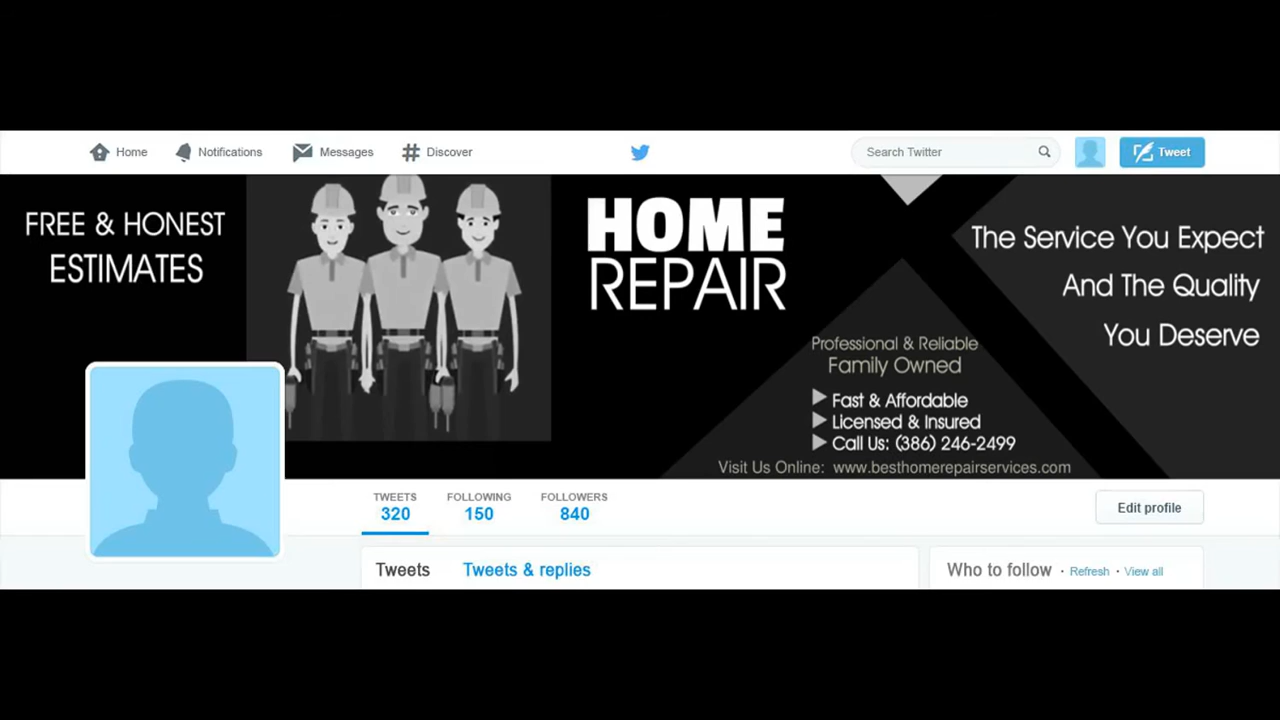 Home Notifications Messages Discover Search Twitter Tweet
FREE & HONEST
ESTIMATES
HOME
REPAIR
The Service You Expect
And The Quality
You Deserve
Professional & Reliable
Family Owned
Fast & Affordable
Licensed & Insured
Call Us: (386) 246-2499
Visit Us Online: www.besthomerepairservices.com
TWEETS FOLLOWING FOLLOWERS
320 150 840
Edit profile
Tweets Tweets & replies
Who to follow · Refresh · View all